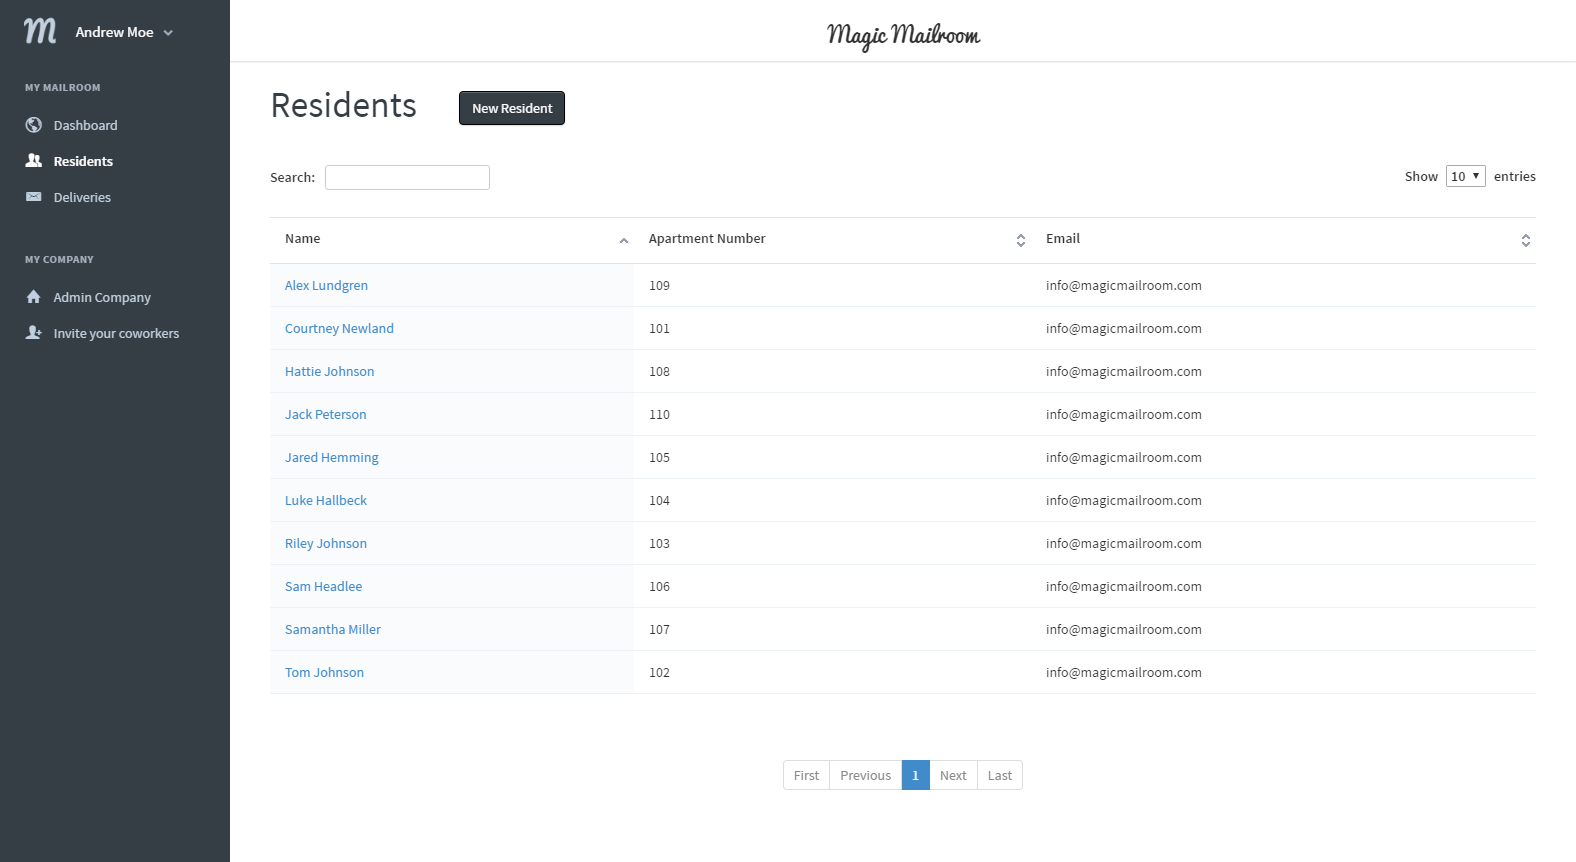 M Andrew Moe
MY MAILROOM
Dashboard
Residents
Deliveries
MY COMPANY
Admin Company
Invite your coworkers
Magic Mailroom
Residents New Resident
Search: Show 10 entries
Name Apartment Number Email
Alex Lundgren 109 info@magicmailroom.com
Courtney Newland 101 info@magicmailroom.com
Hattie Johnson 108 info@magicmailroom.com
Jack Peterson 110 info@magicmailroom.com
Jared Hemming 105 info@magicmailroom.com
Luke Hallbeck 104 info@magicmailroom.com
Riley Johnson 103 info@magicmailroom.com
Sam Headlee 106 info@magicmailroom.com
Samantha Miller 107 info@magicmailroom.com
Tom Johnson 102 info@magicmailroom.com
First Previous 1 Next Last